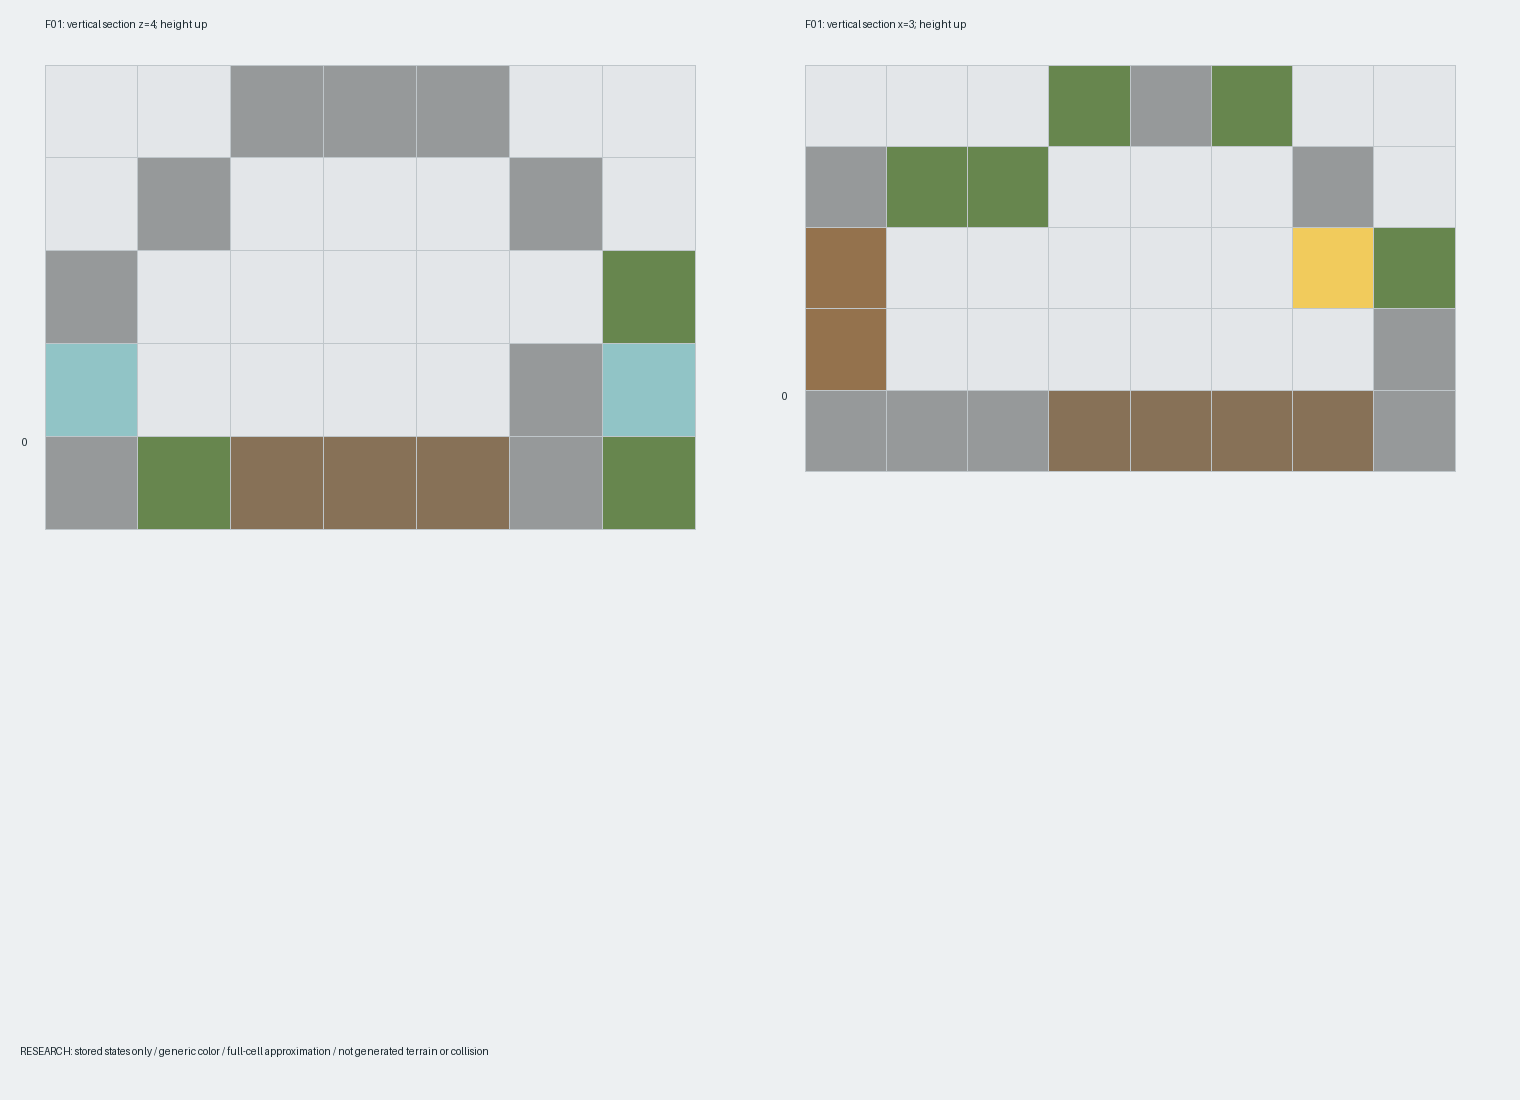 F01: vertical section z=4; height up
F01: vertical section x=3; height up
0
0
RESEARCH: stored states only / generic color / full-cell approximation / not generated terrain or collision